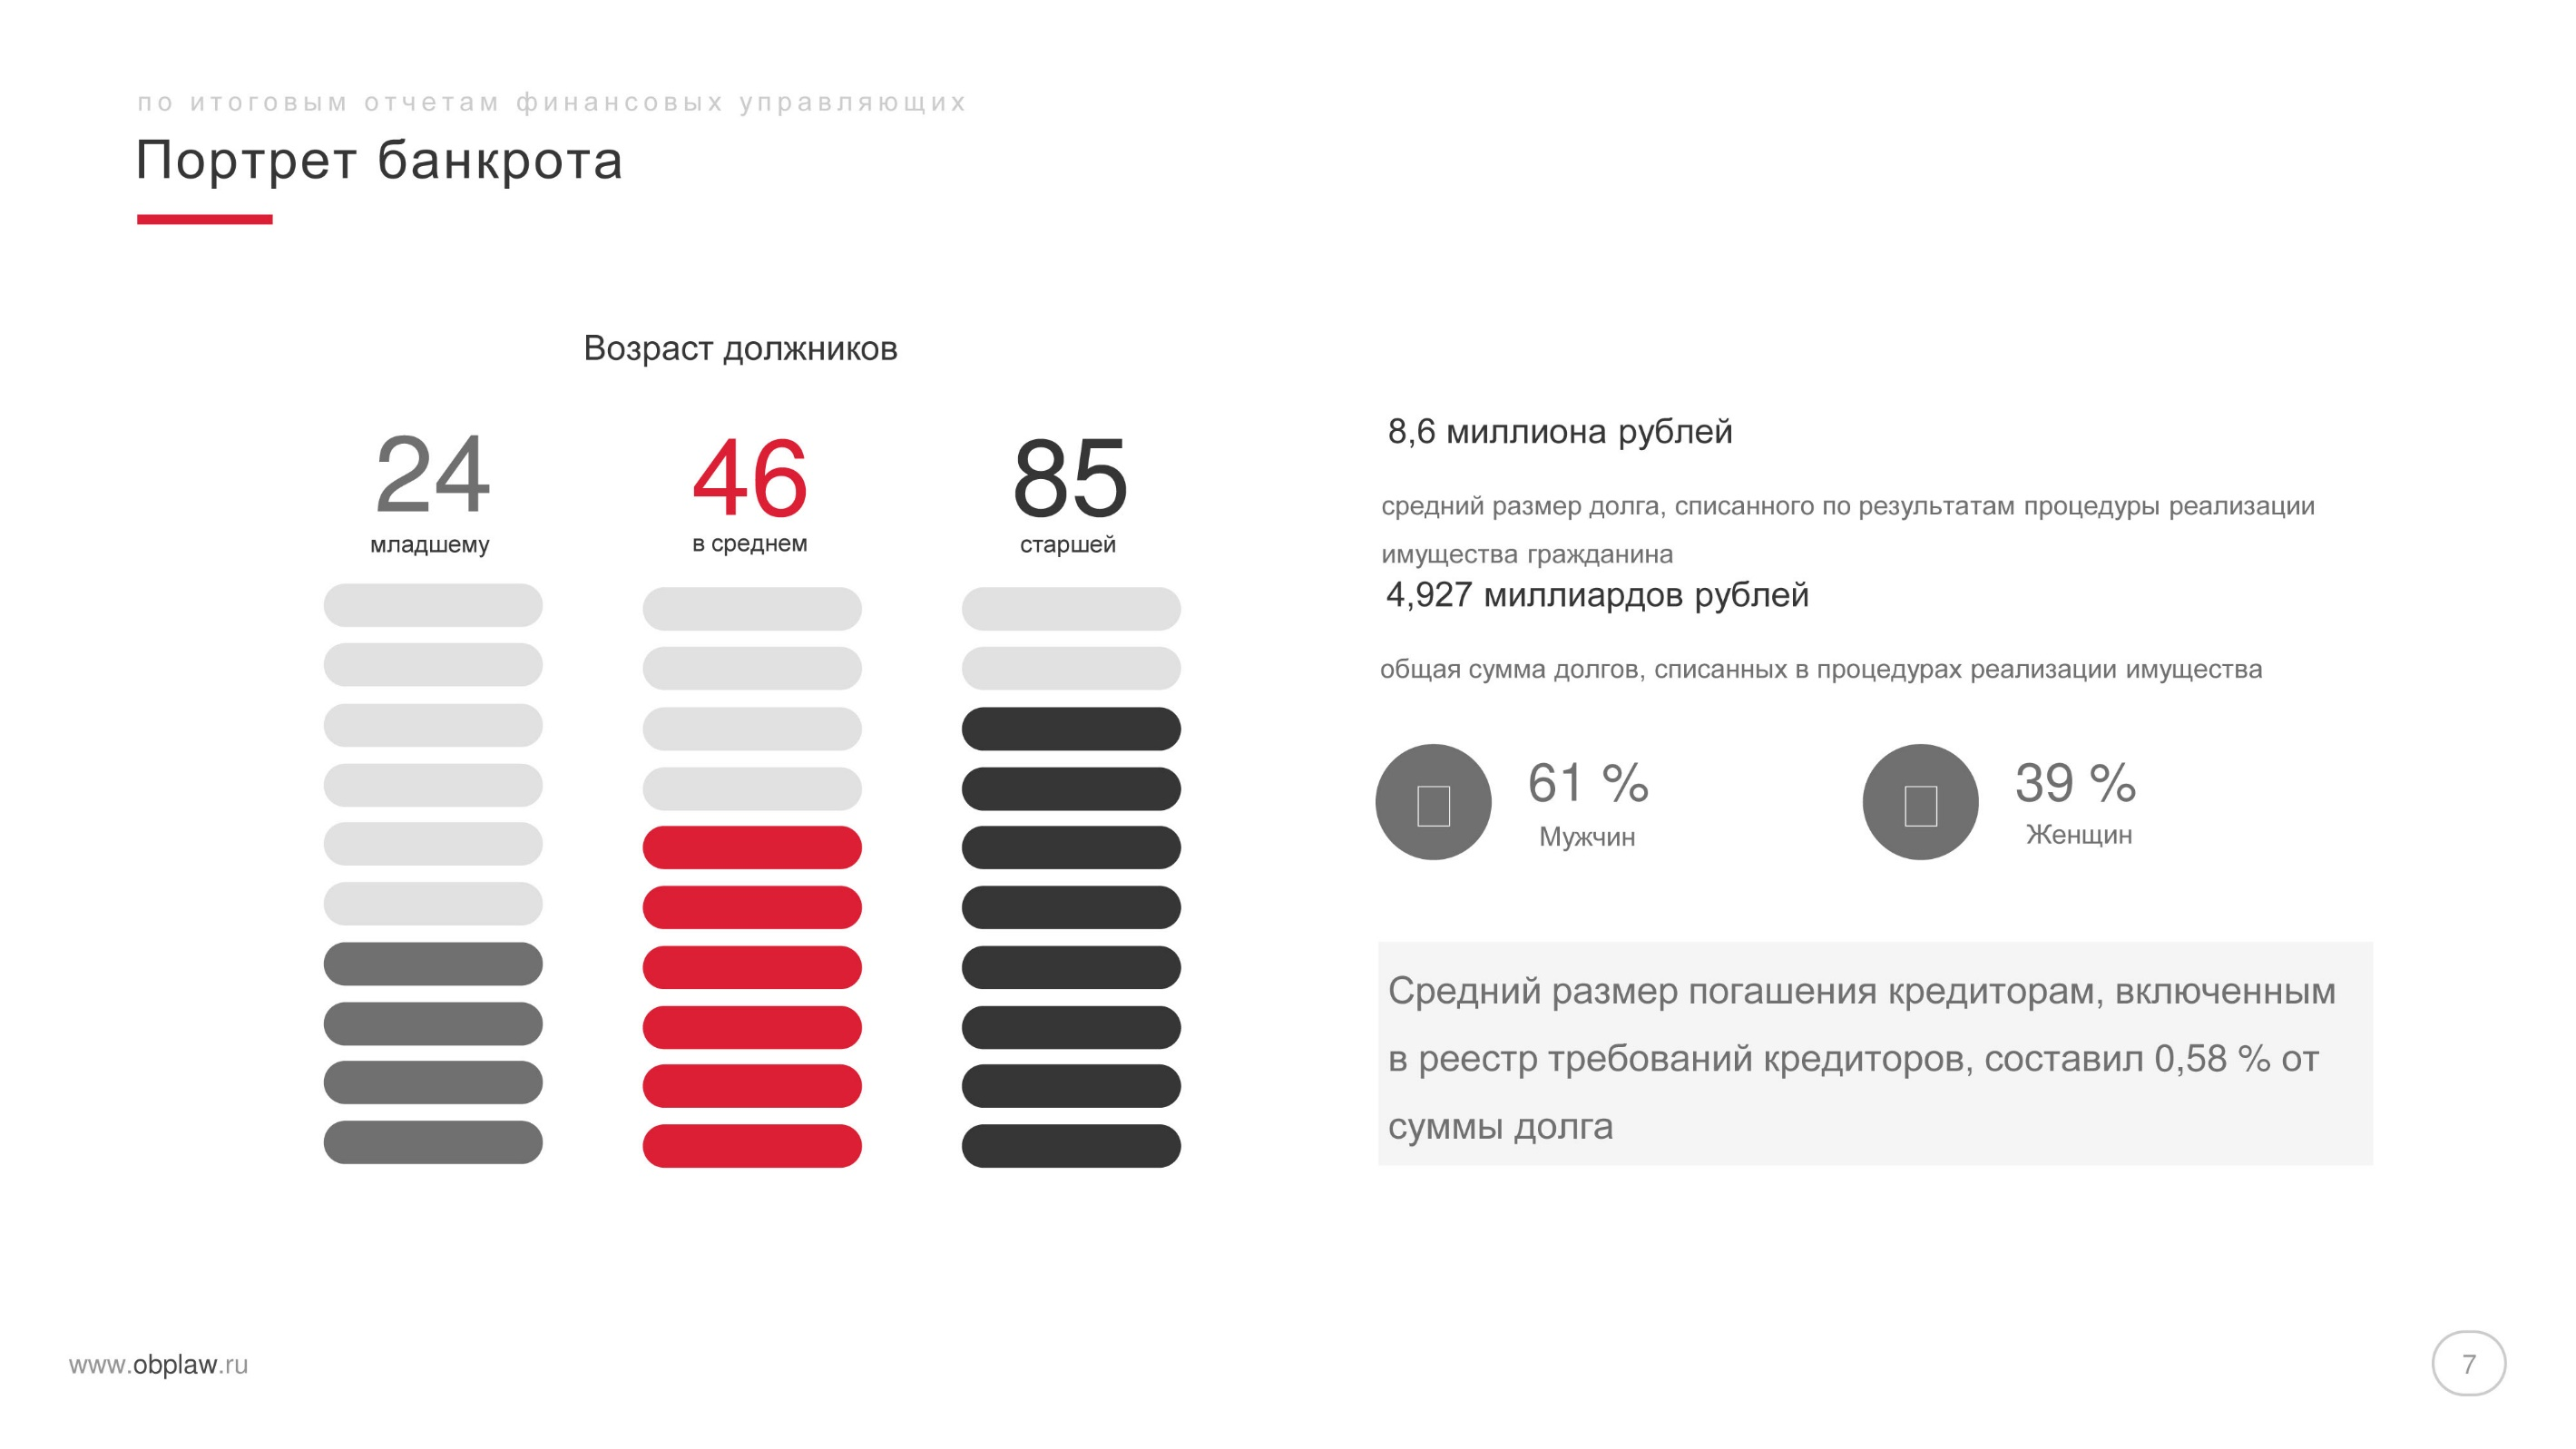 по итоговым отчетам финансовых управляющих
Портрет банкрота
Возраст должников
24
младшему
46
в среднем
85
старшей
8,6 миллиона рублей
средний размер долга, списанного по результатам процедуры реализации
имущества гражданина
4,927 миллиардов рублей
общая сумма долгов, списанных в процедурах реализации имущества
61 %
Мужчин
39 %
Женщин
Средний размер погашения кредиторам, включенным
в реестр требований кредиторов, составил 0,58 % от
суммы долга
www.obplaw.ru
7